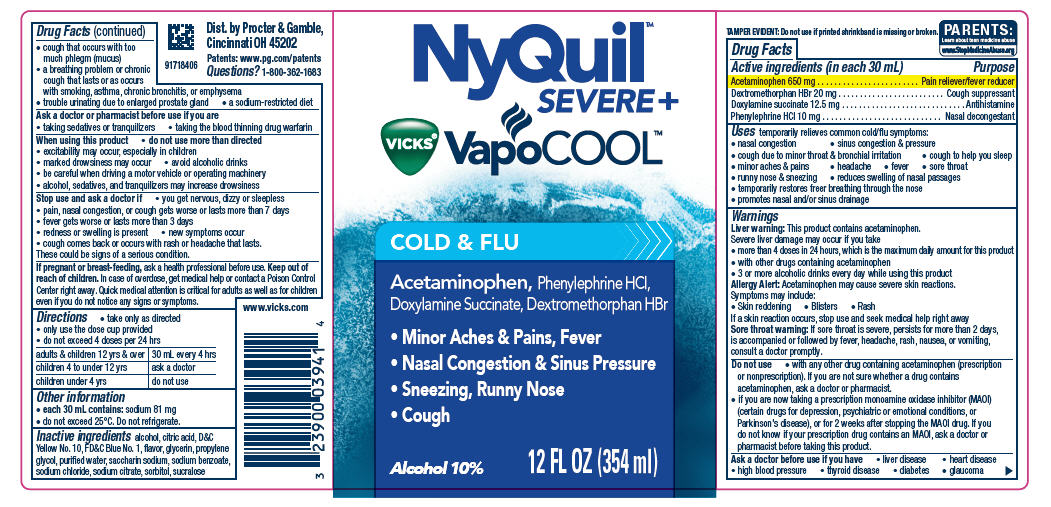 Drug Facts (continued)
• cough that occurs with too
much phlegm (mucus)
• a breathing problem or chronic
cough that lasts or as occurs
with smoking, asthma, chronic bronchitis, or emphysema
• trouble urinating due to enlarged prostate gland • a sodium-restricted diet
Ask a doctor or pharmacist before use if you are
• taking sedatives or tranquilizers • taking the blood thinning drug warfarin
When using this product • do not use more than directed
• excitability may occur, especially in children
• marked drowsiness may occur • avoid alcoholic drinks
• be careful when driving a motor vehicle or operating machinery
• alcohol, sedatives, and tranquilizers may increase drowsiness
Stop use and ask a doctor if • you get nervous, dizzy or sleepless
• pain, nasal congestion, or cough gets worse or lasts more than 7 days
• fever gets worse or lasts more than 3 days
• redness or swelling is present • new symptoms occur
• cough comes back or occurs with rash or headache that lasts.
These could be signs of a serious condition.
If pregnant or breast-feeding, ask a health professional before use. Keep out of
reach of children. In case of overdose, get medical help or contact a Poison Control
Center right away. Quick medical attention is critical for adults as well as for children
even if you do not notice any signs or symptoms.
Directions • take only as directed
• only use the dose cup provided
• do not exceed 4 doses per 24 hrs
adults & children 12 yrs & over 30 mL every 4 hrs
children 4 to under 12 yrs ask a doctor
children under 4 yrs do not use
Other information
• each 30 mL contains: sodium 81 mg
• do not exceed 25°C. Do not refrigerate.
Inactive ingredients alcohol, citric acid, D&C
Yellow No. 10, FD&C Blue No. 1, flavor, glycerin, propylene
glycol, purified water, saccharin sodium, sodium benzoate,
sodium chloride, sodium citrate, sorbitol, sucralose
91718406
Dist. by Procter & Gamble,
Cincinnati OH 45202
Patents: www.pg.com/patents
Questions? 1-800-362-1683
www.vicks.com
3 23900 03941 4
NyQuil™
SEVERE+
VICKS®
VapoCOOL™
COLD & FLU
Acetaminophen, Phenylephrine HCl,
Doxylamine Succinate, Dextromethorphan HBr
• Minor Aches & Pains, Fever
• Nasal Congestion & Sinus Pressure
• Sneezing, Runny Nose
• Cough
Alcohol 10% 12 FL OZ (354 ml)
TAMPER EVIDENT: Do not use if printed shrinkband is missing or broken.
PARENTS:
Learn about teen medicine abuse
www.StopMedicineAbuse.org
Drug Facts
Active ingredients (in each 30 mL) Purpose
Acetaminophen 650 mg . . . . . . . . . . . . . . . . . . . . . . . Pain reliever/fever reducer
Dextromethorphan HBr 20 mg . . . . . . . . . . . . . . . . . . . . . . . Cough suppressant
Doxylamine succinate 12.5 mg . . . . . . . . . . . . . . . . . . . . . . . Antihistamine
Phenylephrine HCl 10 mg . . . . . . . . . . . . . . . . . . . . . . . Nasal decongestant
Uses temporarily relieves common cold/flu symptoms:
• nasal congestion • sinus congestion & pressure
• cough due to minor throat & bronchial irritation • cough to help you sleep
• minor aches & pains • headache • fever • sore throat
• runny nose & sneezing • reduces swelling of nasal passages
• temporarily restores freer breathing through the nose
• promotes nasal and/or sinus drainage
Warnings
Liver warning: This product contains acetaminophen.
Severe liver damage may occur if you take
• more than 4 doses in 24 hours, which is the maximum daily amount for this product
• with other drugs containing acetaminophen
• 3 or more alcoholic drinks every day while using this product
Allergy Alert: Acetaminophen may cause severe skin reactions.
Symptoms may include:
• Skin reddening • Blisters • Rash
If a skin reaction occurs, stop use and seek medical help right away
Sore throat warning: If sore throat is severe, persists for more than 2 days,
is accompanied or followed by fever, headache, rash, nausea, or vomiting,
consult a doctor promptly.
Do not use • with any other drug containing acetaminophen (prescription
or nonprescription). If you are not sure whether a drug contains
acetaminophen, ask a doctor or pharmacist.
• if you are now taking a prescription monoamine oxidase inhibitor (MAOI)
(certain drugs for depression, psychiatric or emotional conditions, or
Parkinson's disease), or for 2 weeks after stopping the MAOI drug. If you
do not know if your prescription drug contains an MAOI, ask a doctor or
pharmacist before taking this product.
Ask a doctor before use if you have • liver disease • heart disease
• high blood pressure • thyroid disease • diabetes • glaucoma